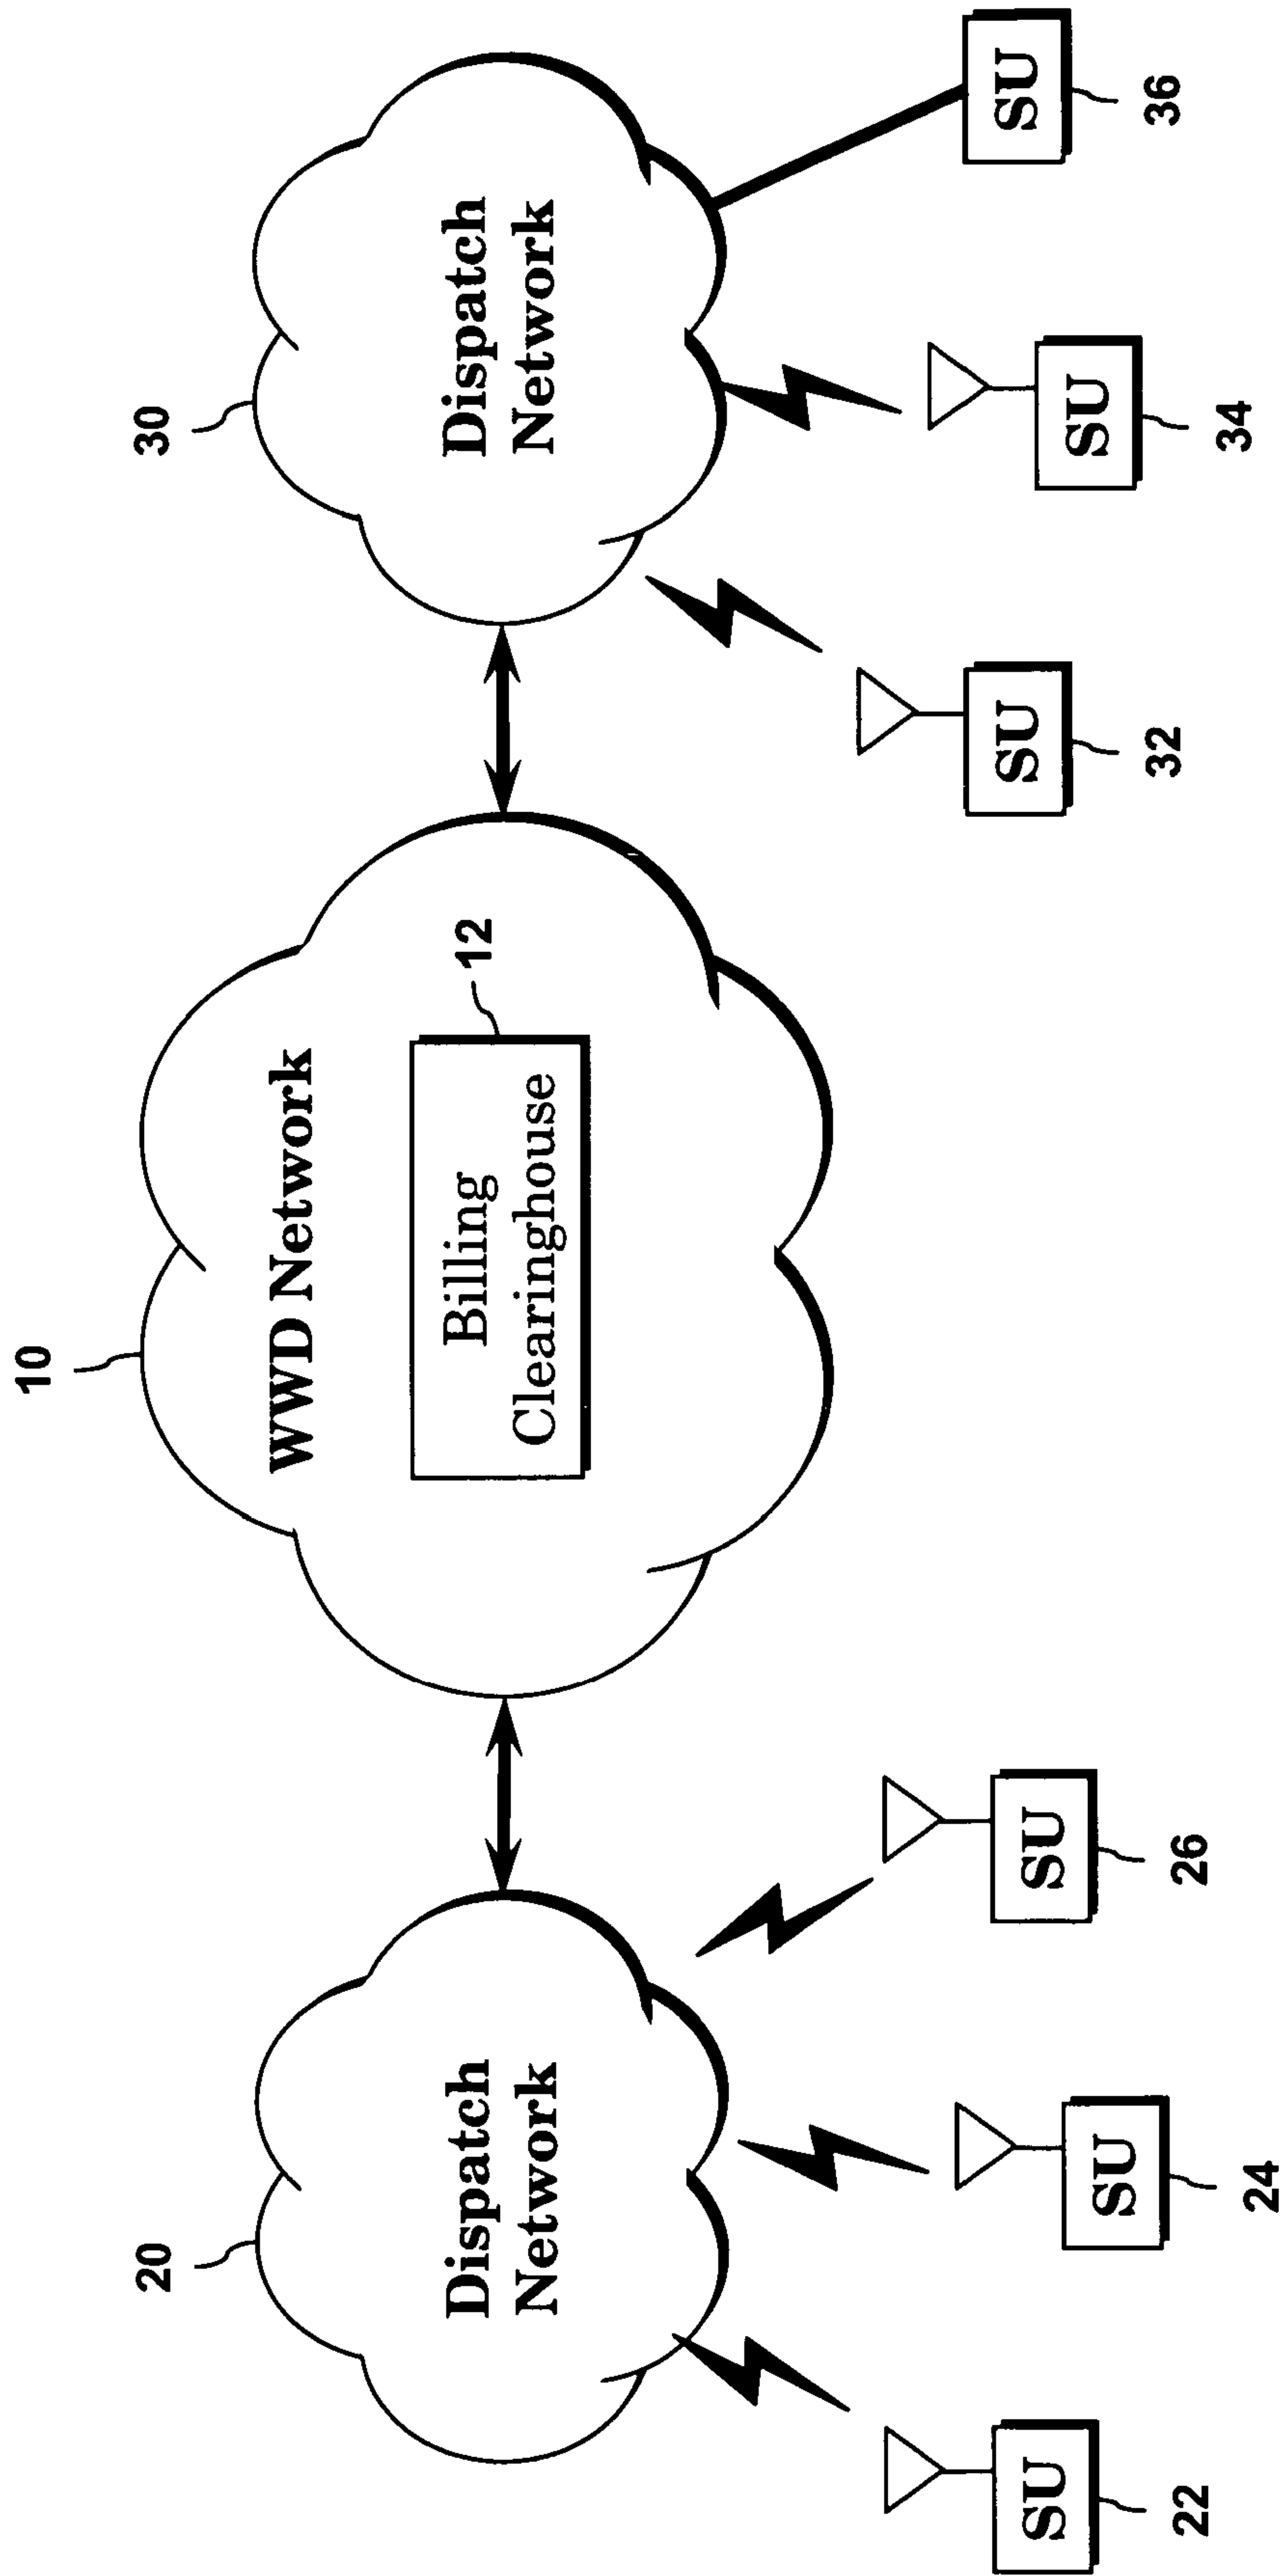 10
WWD Network
12
Billing
Clearinghouse
20
Dispatch
Network
30
Dispatch
Network
SU
22
SU
24
SU
26
SU
32
SU
34
SU
36